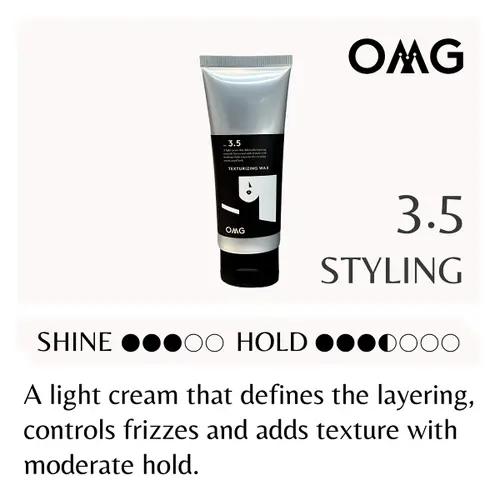 OMG
3.5
TEXTURIZING WAX
OMG
3.5
STYLING
SHINE HOLD
A light cream that defines the layering,
controls frizzes and adds texture with
moderate hold.